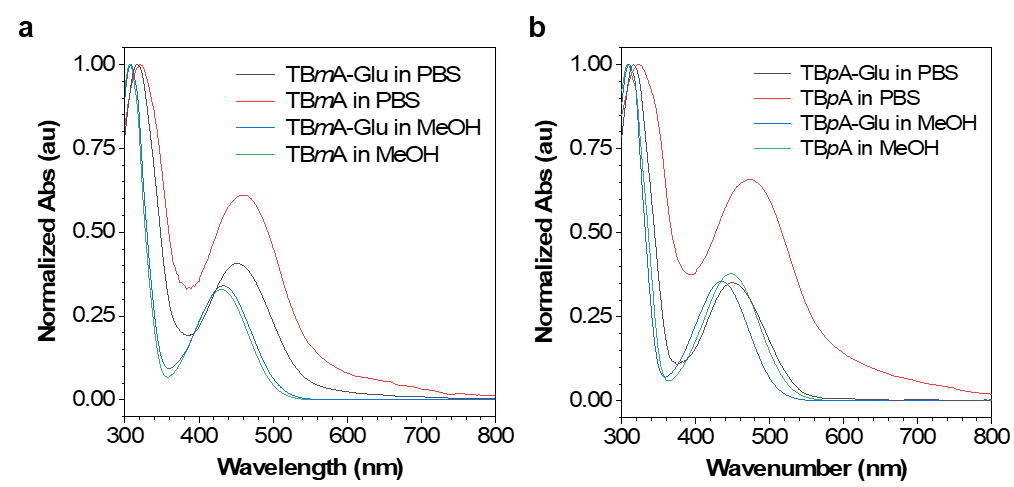 a
1.00
0.75
0.50
0.25
0.00
Normalized Abs (au)
TBmA-Glu in PBS
TBmA in PBS
TBmA-Glu in MeOH
TBmA in MeOH
300 400 500 600 700 800
Wavelength (nm)
b
1.00
0.75
0.50
0.25
0.00
Normalized Abs (au)
TBpA-Glu in PBS
TBpA in PBS
TBpA-Glu in MeOH
TBpA in MeOH
300 400 500 600 700 800
Wavenumber (nm)